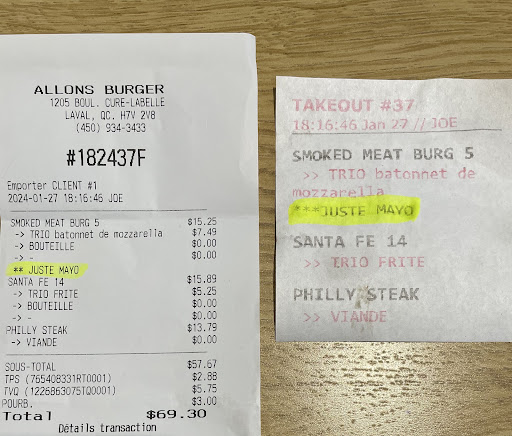 ALLONS BURGER
1205 BOUL. CURE-LABELLE
LAVAL, QC. H7V 2V8
(450) 934-3433
#182437F
Emporter CLIENT #1
2024-01-27 18:16:46 JOE
SMOKED MEAT BURG 5 $15.25
-> TRIO batonnet de mozzarella $7.49
-> BOUTEILLE $0.00
-> - $0.00
** JUSTE MAYO
SANTA FE 14 $15.89
-> TRIO FRITE $5.25
-> BOUTEILLE $0.00
-> - $0.00
PHILLY STEAK $13.79
-> VIANDE $0.00
SOUS-TOTAL $57.67
TPS (765408331RT0001) $2.88
TVQ (1226863075TQ0001) $5.75
POURB. $3.00
Total $69.30
Détails transaction
TAKEOUT #37
18:16:46 Jan 27 // JOE
SMOKED MEAT BURG 5
>> TRIO batonnet de
mozzarella
***JUSTE MAYO
SANTA FE 14
>> TRIO FRITE
PHILLY STEAK
>> VIANDE